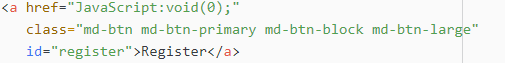 <a href="JavaScript:void(0);"
class="md-btn md-btn-primary md-btn-block md-btn-large"
id="register">Register</a>